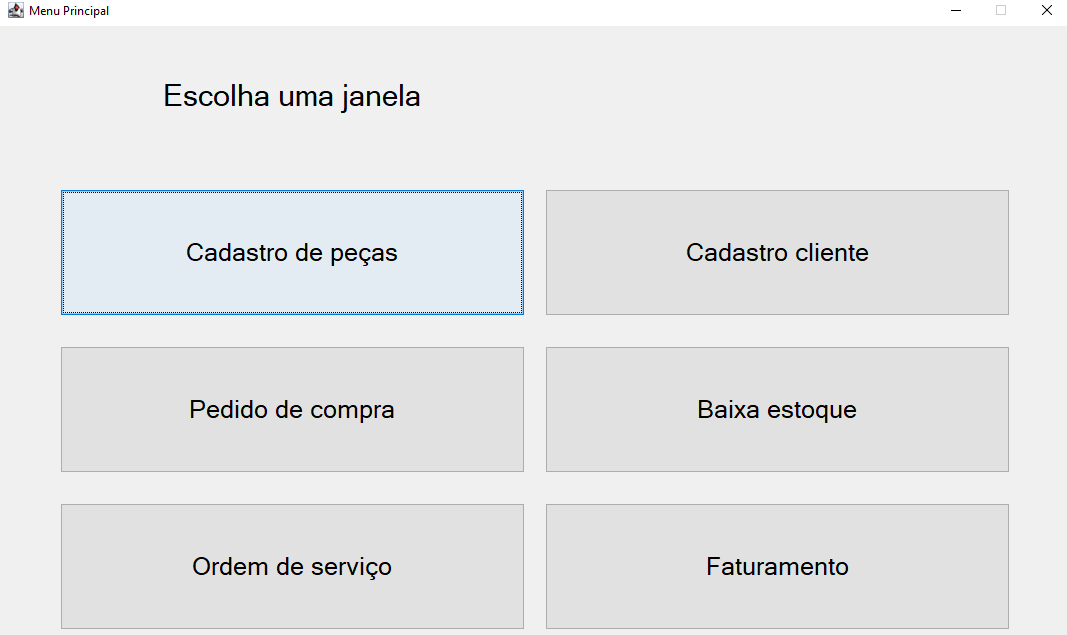 Menu Principal
Escolha uma janela
Cadastro de peças
Cadastro cliente
Pedido de compra
Baixa estoque
Ordem de serviço
Faturamento